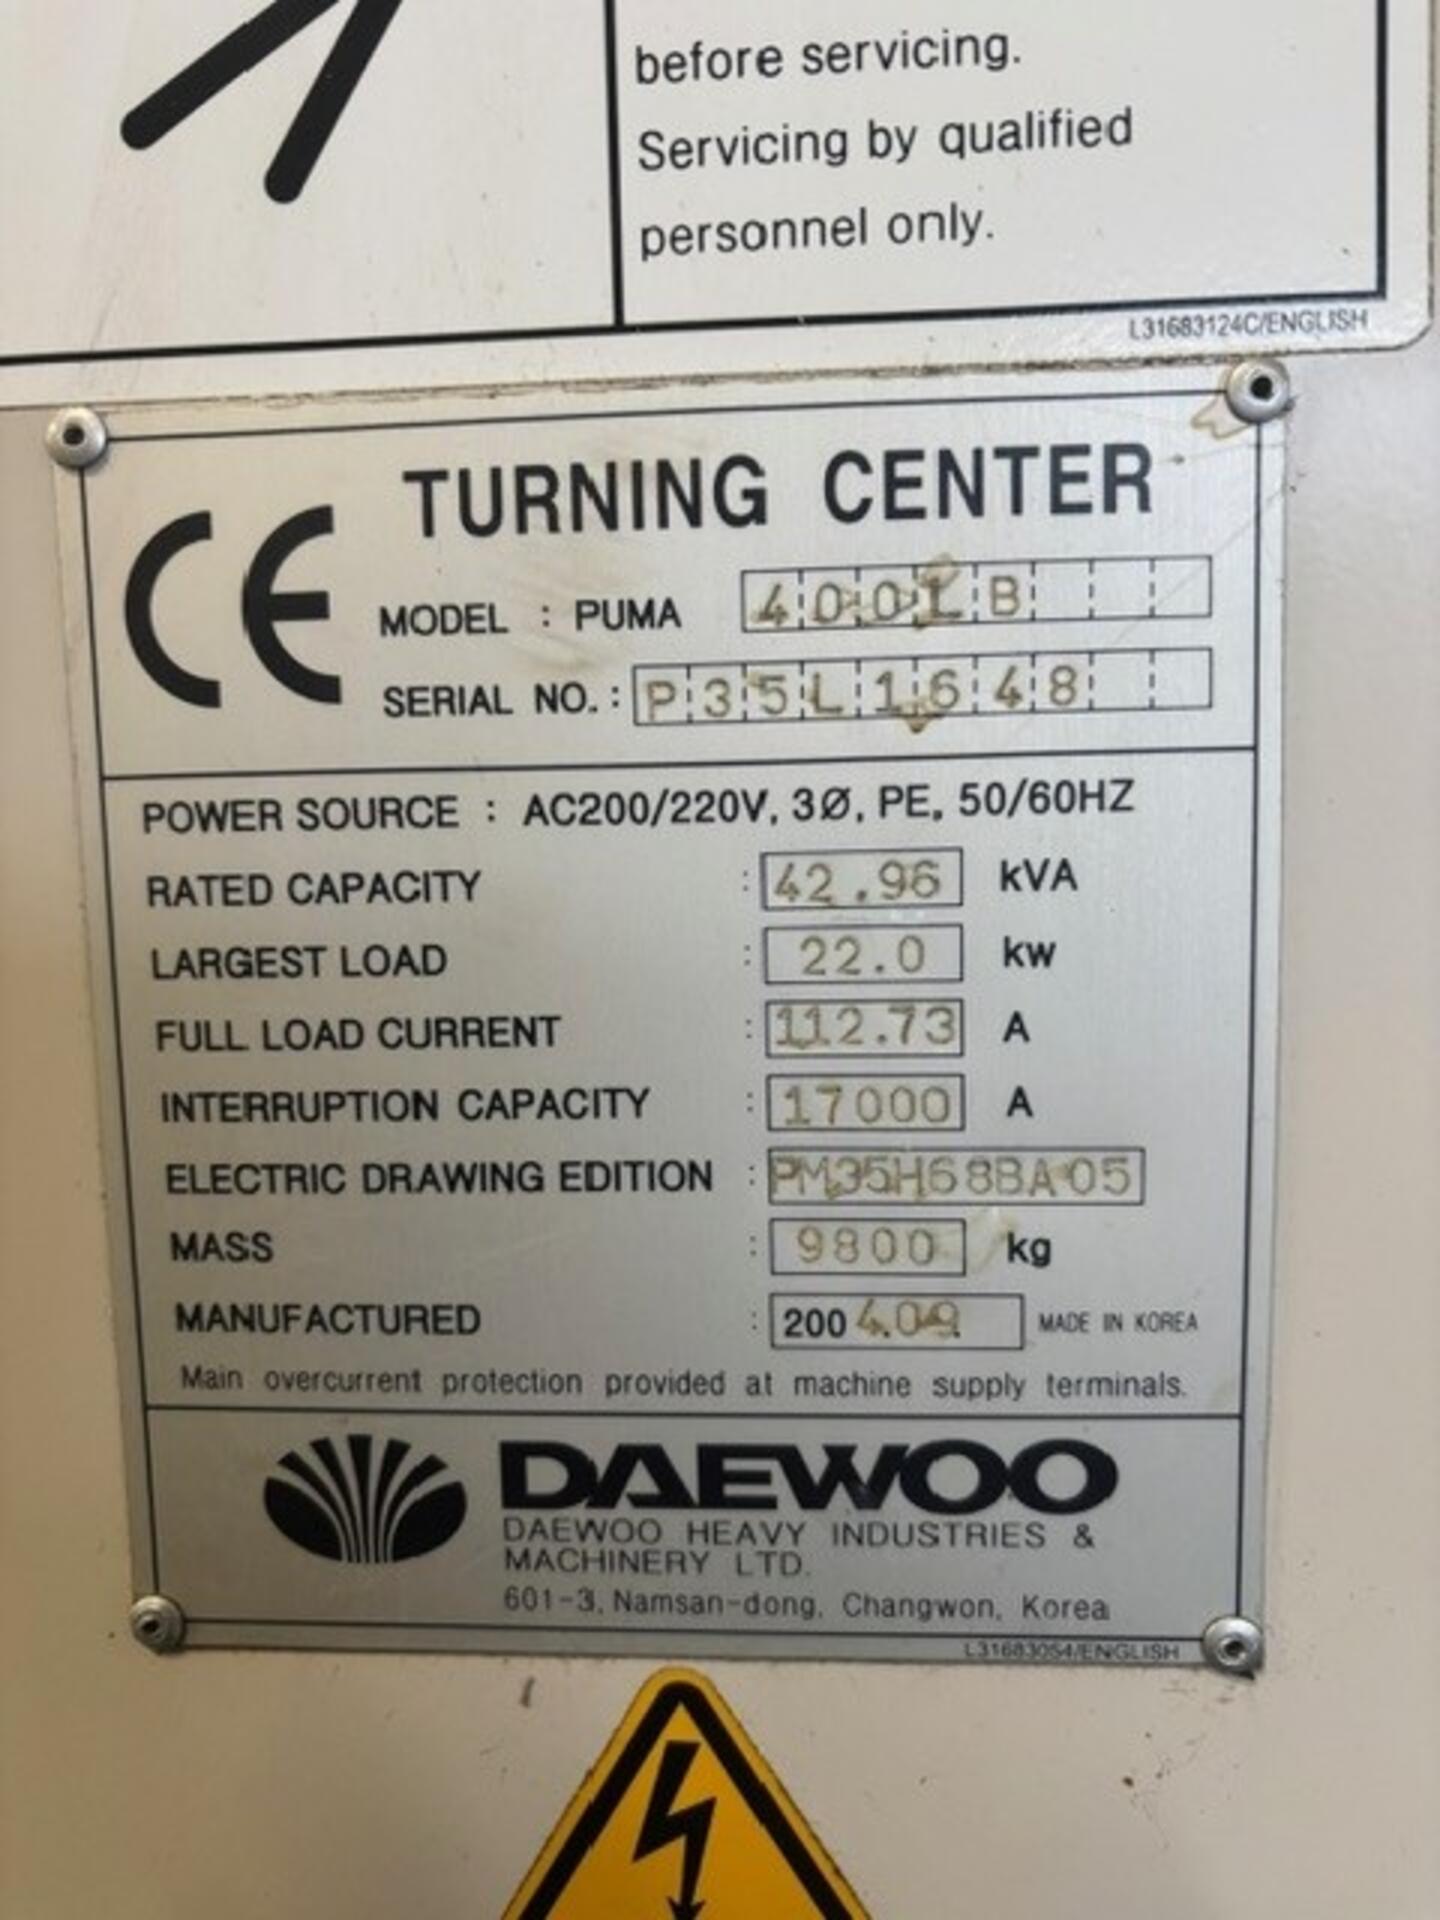 before servicing.
Servicing by qualified
personnel only.
L31683124C/ENGLISH
CE TURNING CENTER
MODEL : PUMA 400LB
SERIAL NO. : P35L1648
POWER SOURCE : AC200/220V, 3Ø, PE, 50/60HZ
RATED CAPACITY : 42.96 kVA
LARGEST LOAD : 22.0 kw
FULL LOAD CURRENT : 112.73 A
INTERRUPTION CAPACITY : 17000 A
ELECTRIC DRAWING EDITION : PM35H68BA05
MASS : 9800 kg
MANUFACTURED : 2004.09. MADE IN KOREA
Main overcurrent protection provided at machine supply terminals.
DAEWOO
DAEWOO HEAVY INDUSTRIES &
MACHINERY LTD.
601-3, Namsan-dong, Changwon, Korea
L31683054/ENGLISH